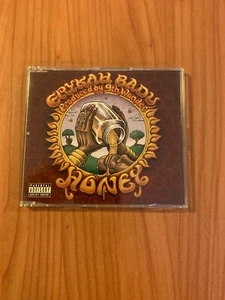 ERYKAH BADU
Produced by 9th Wonder
HONEY
PARENTAL
ADVISORY
EXPLICIT CONTENT